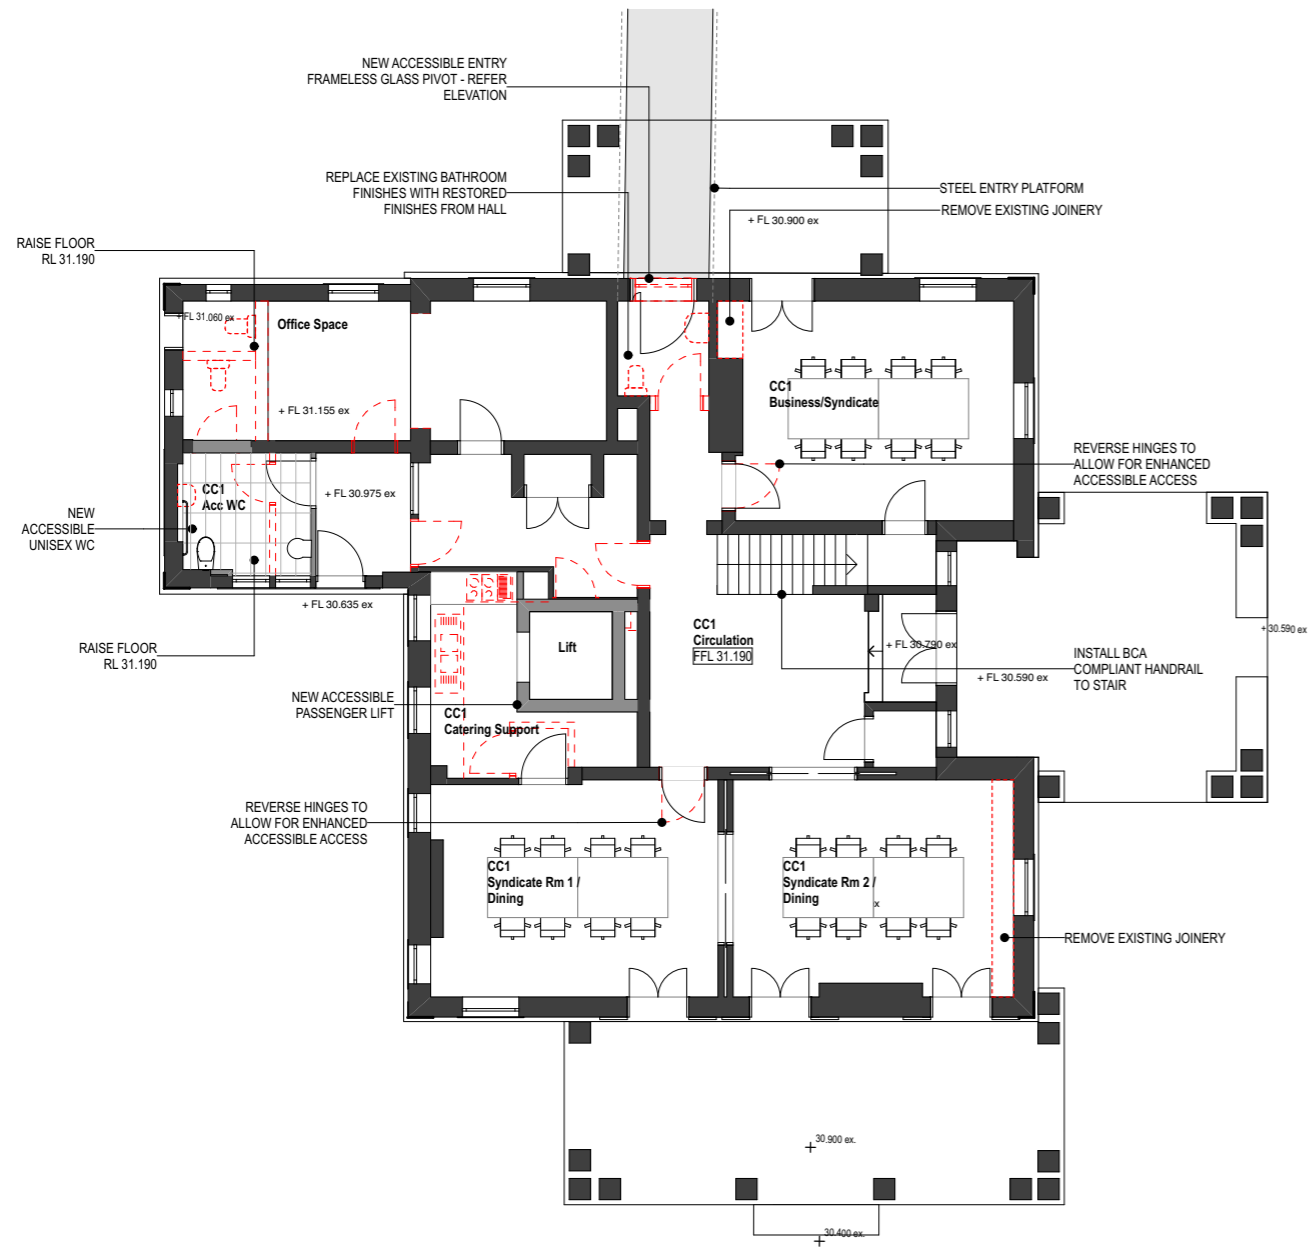 NEW ACCESSIBLE ENTRY
FRAMELESS GLASS PIVOT - REFER
ELEVATION
REPLACE EXISTING BATHROOM
FINISHES WITH RESTORED
FINISHES FROM HALL
STEEL ENTRY PLATFORM
REMOVE EXISTING JOINERY
+ FL 30.900 ex
RAISE FLOOR
RL 31.190
+ FL 31.060 ex
Office Space
+ FL 31.155 ex
CC1
Business/Syndicate
REVERSE HINGES TO
ALLOW FOR ENHANCED
ACCESSIBLE ACCESS
CC1
Acc WC
+ FL 30.975 ex
NEW
ACCESSIBLE
UNISEX WC
+ FL 30.635 ex
RAISE FLOOR
RL 31.190
Lift
CC1
Circulation
FFL 31.190
+ FL 30.790 ex
+ 30.590 ex
+ FL 30.590 ex
INSTALL BCA
COMPLIANT HANDRAIL
TO STAIR
NEW ACCESSIBLE
PASSENGER LIFT
CC1
Catering Support
REVERSE HINGES TO
ALLOW FOR ENHANCED
ACCESSIBLE ACCESS
CC1
Syndicate Rm 1 /
Dining
CC1
Syndicate Rm 2 /
Dining
x
REMOVE EXISTING JOINERY
30.900 ex.
30.400 ex.